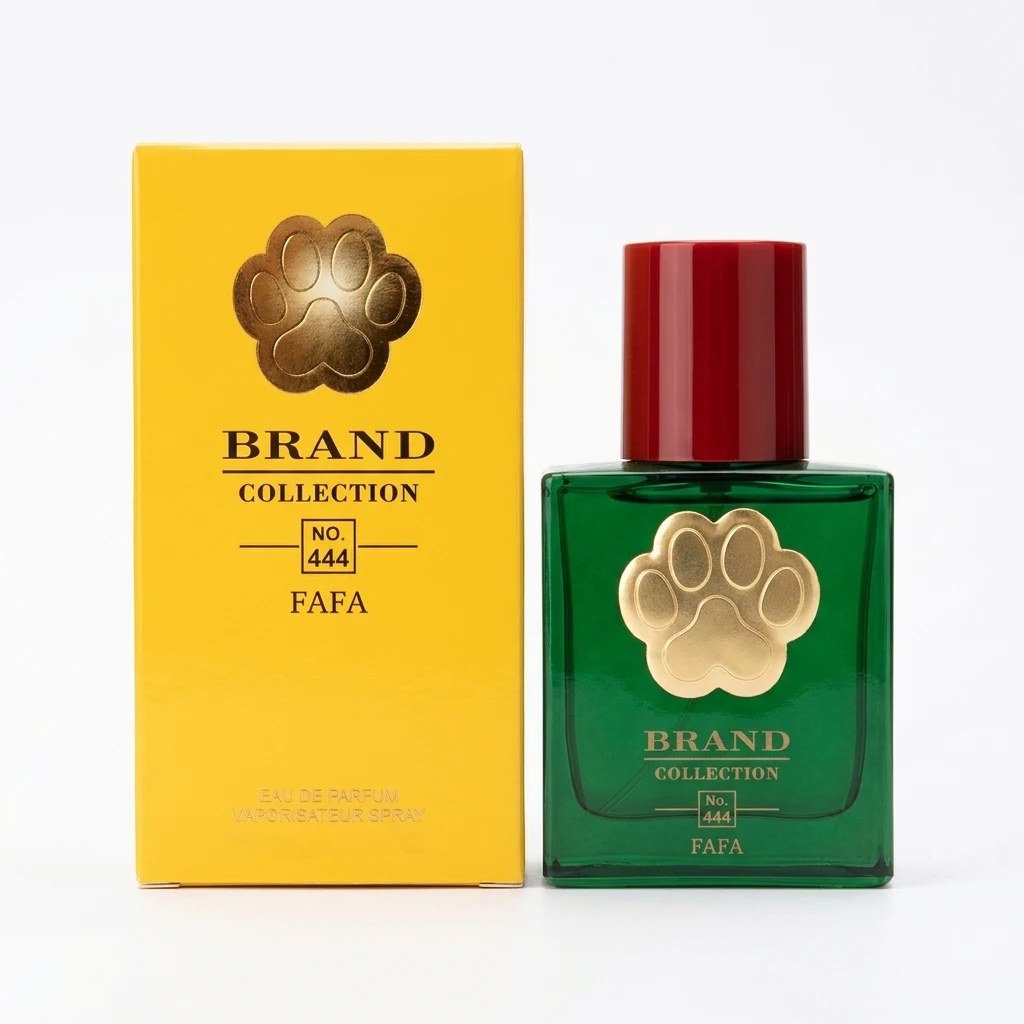 BRAND
COLLECTION
NO.
444
FAFA
EAU DE PARFUM
VAPORISATEUR SPRAY
BRAND
COLLECTION
No.
444
FAFA